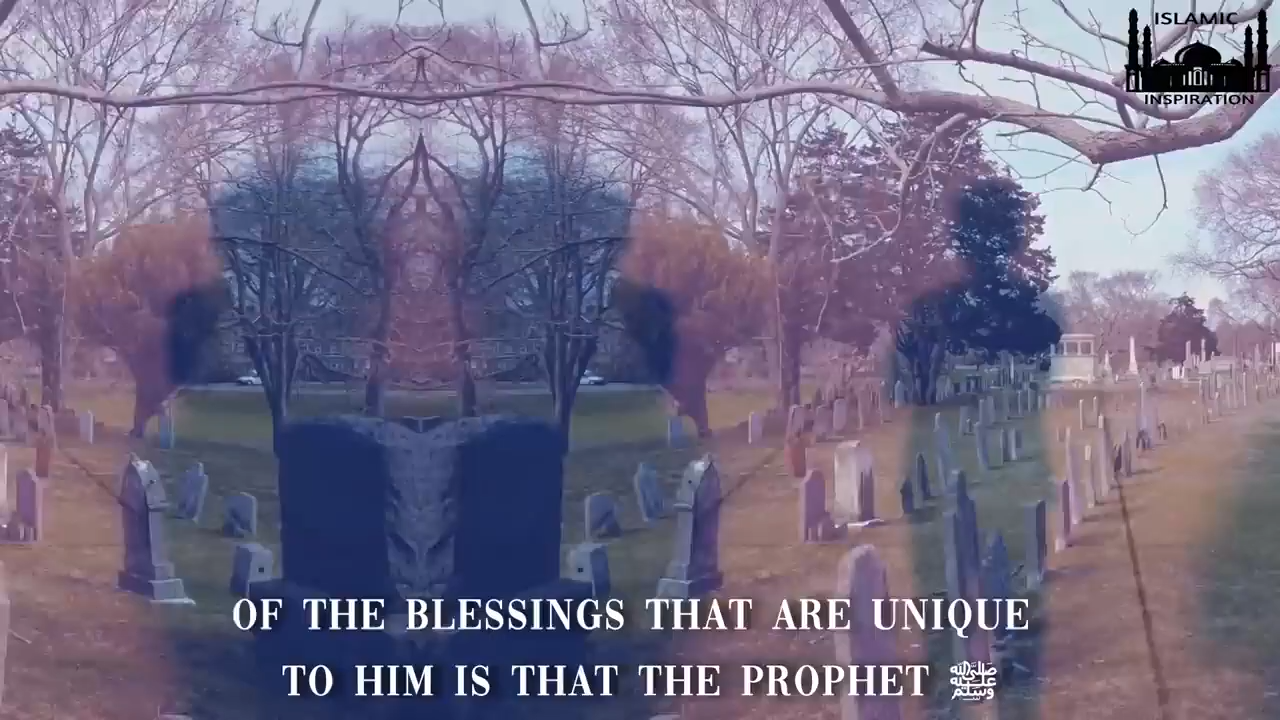 ISLAMIC
INSPIRATION
OF THE BLESSINGS THAT ARE UNIQUE
TO HIM IS THAT THE PROPHET ﷺ